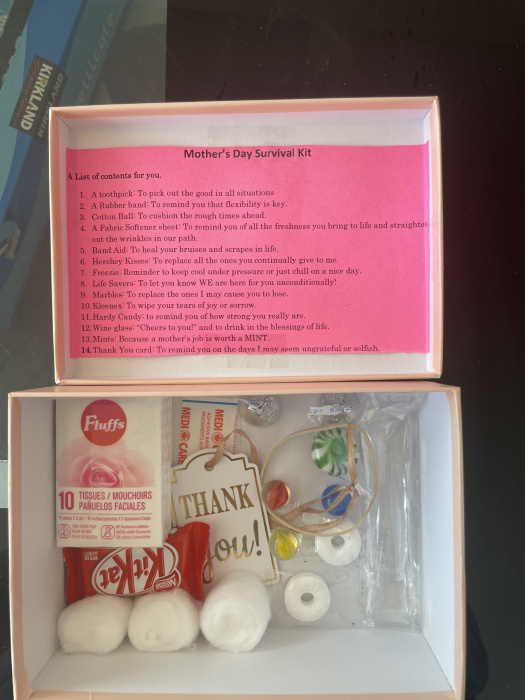 KIRKLAND
Mother's Day Survival Kit
A List of contents for you.
1. A toothpick: To pick out the good in all situations
2. A Rubber band: To remind you that flexibility is key.
3. Cotton Ball: To cushion the rough times ahead.
4. A Fabric Softener sheet: To remind you of all the freshness you bring to life and straighten
out the wrinkles in our path.
5. Band Aid: To heal your bruises and scrapes in life.
6. Hershey Kisses: To replace all the ones you continually give to me.
7. Freezie: Reminder to keep cool under pressure or just chill on a nice day.
8. Life Savers: To let you know WE are here for you unconditionally!
9. Marbles: To replace the ones I may cause you to lose.
10. Kleenex: To wipe your tears of joy or sorrow.
11. Hardy Candy: to remind you of how strong you really are.
12. Wine glass: "Cheers to you!" and to drink in the blessings of life.
13. Mints: Because a mother's job is worth a MINT.
14. Thank You card: To remind you on the days I may seem ungrateful or selfish.
Fluffs
10 TISSUES / MOUCHOIRS
PAÑUELOS FACIALES
MEDI CARE
MEDI CAR
THANK
you!
Nestle
KitKat